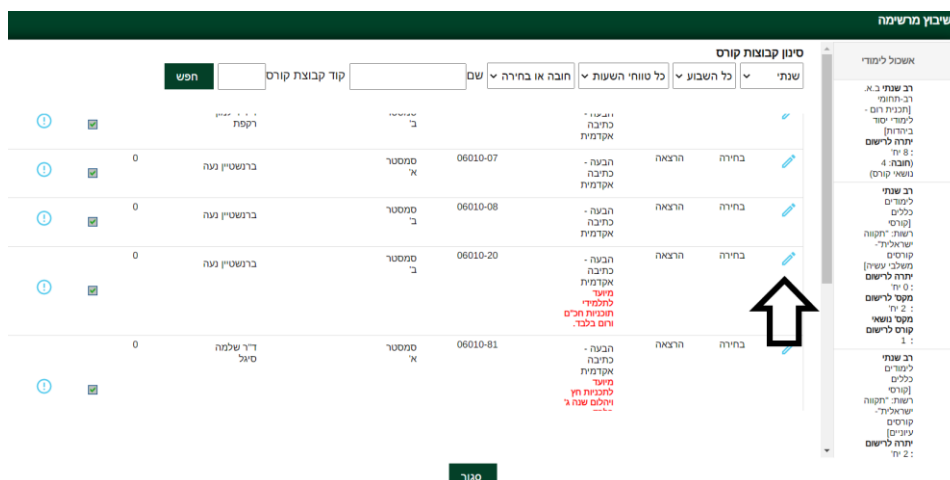 שיבוץ מרשימה
אשכול לימודי
רב שנתי ב.א.
רב-תחומי
[תכנית רום -
לימודי יסוד
ביהדות]
יתרה לרישום
: 8 יח'
(חובה: 4
נושאי קורס)
רב שנתי
לימודים
כללים
[קורסי
רשות: "תקווה
ישראלית"-
קורסים
משלבי עשיה]
יתרה לרישום
: 0 יח'
מקס' לרישום
: 2 יח'
מקס' נושאי
קורס לרישום
: 1
רב שנתי
לימודים
כללים
[קורסי
רשות: "תקווה
ישראלית"-
קורסים
עיוניים]
יתרה לרישום
: 2 יח'
סינון קבוצות קורס
שנתי כל השבוע כל טווחי השעות חובה או בחירה שם קוד קבוצת קורס חפש
כתיבה
אקדמית
ב'
רקפת
בחירה הרצאה הבעה - 06010-07 סמסטר ברנשטיין נעה 0
כתיבה א'
אקדמית
בחירה הרצאה הבעה - 06010-08 סמסטר ברנשטיין נעה 0
כתיבה ב'
אקדמית
בחירה הרצאה הבעה - 06010-20 סמסטר ברנשטיין נעה 0
כתיבה ב'
אקדמית
מיועד
לתלמידי
תוכניות חכ"ם
ורום בלבד.
בחירה הרצאה הבעה - 06010-81 סמסטר ד"ר שלמה 0
כתיבה א' סיגל
אקדמית
מיועד
לתכניות חץ
ויהלום שנה ג'
סגור